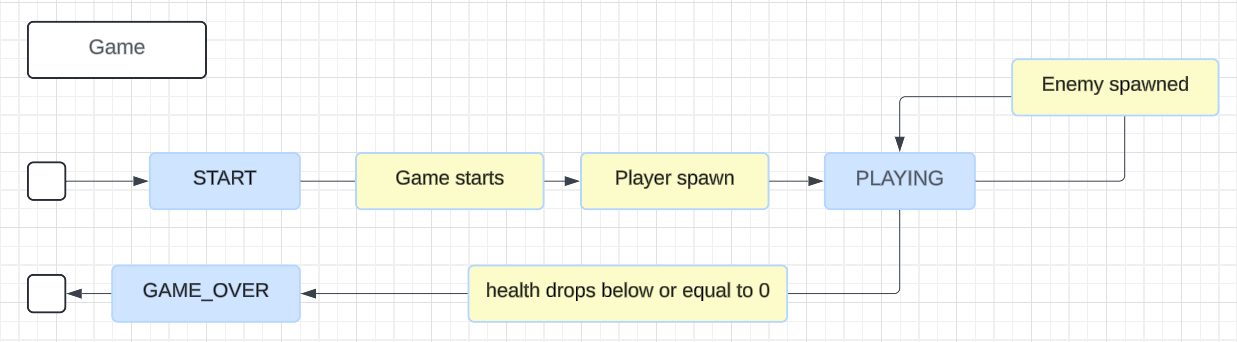 Game
Enemy spawned
START
Game starts
Player spawn
PLAYING
GAME_OVER
health drops below or equal to 0